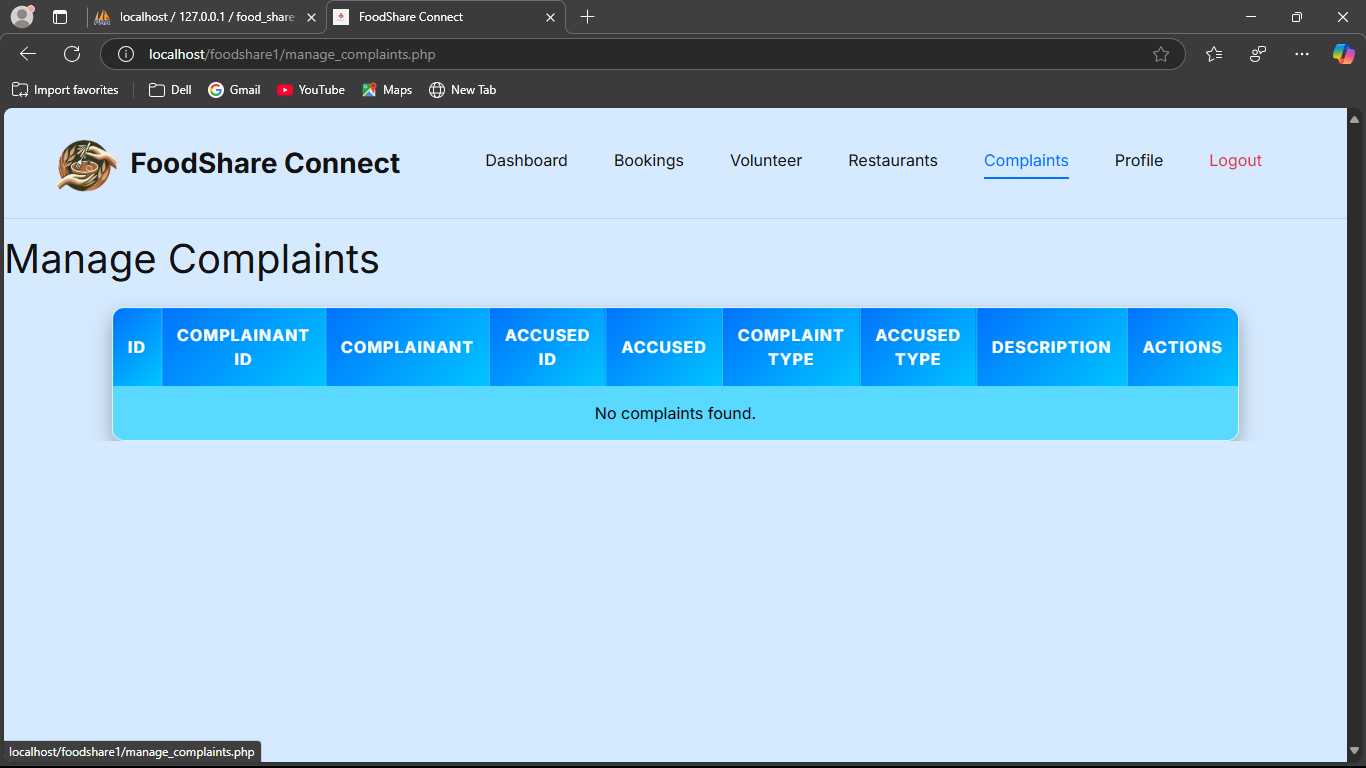 localhost / 127.0.0.1 / food_share
FoodShare Connect
localhost/foodshare1/manage_complaints.php
Import favorites
Dell
Gmail
YouTube
Maps
New Tab
FoodShare Connect
Dashboard
Bookings
Volunteer
Restaurants
Complaints
Profile
Logout
Manage Complaints
ID
COMPLAINANT
ID
COMPLAINANT
ACCUSED
ID
ACCUSED
COMPLAINT
TYPE
ACCUSED
TYPE
DESCRIPTION
ACTIONS
No complaints found.
localhost/foodshare1/manage_complaints.php